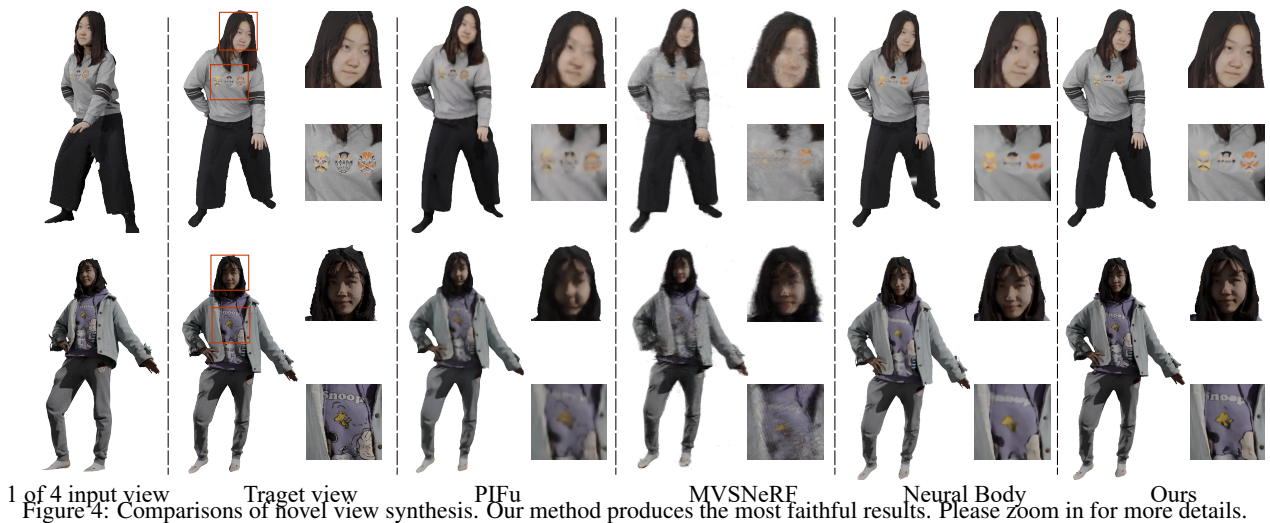 Snoop
1 of 4 input view Traget view PIFu MVSNeRF Neural Body Ours
Figure 4: Comparisons of novel view synthesis. Our method produces the most faithful results. Please zoom in for more details.